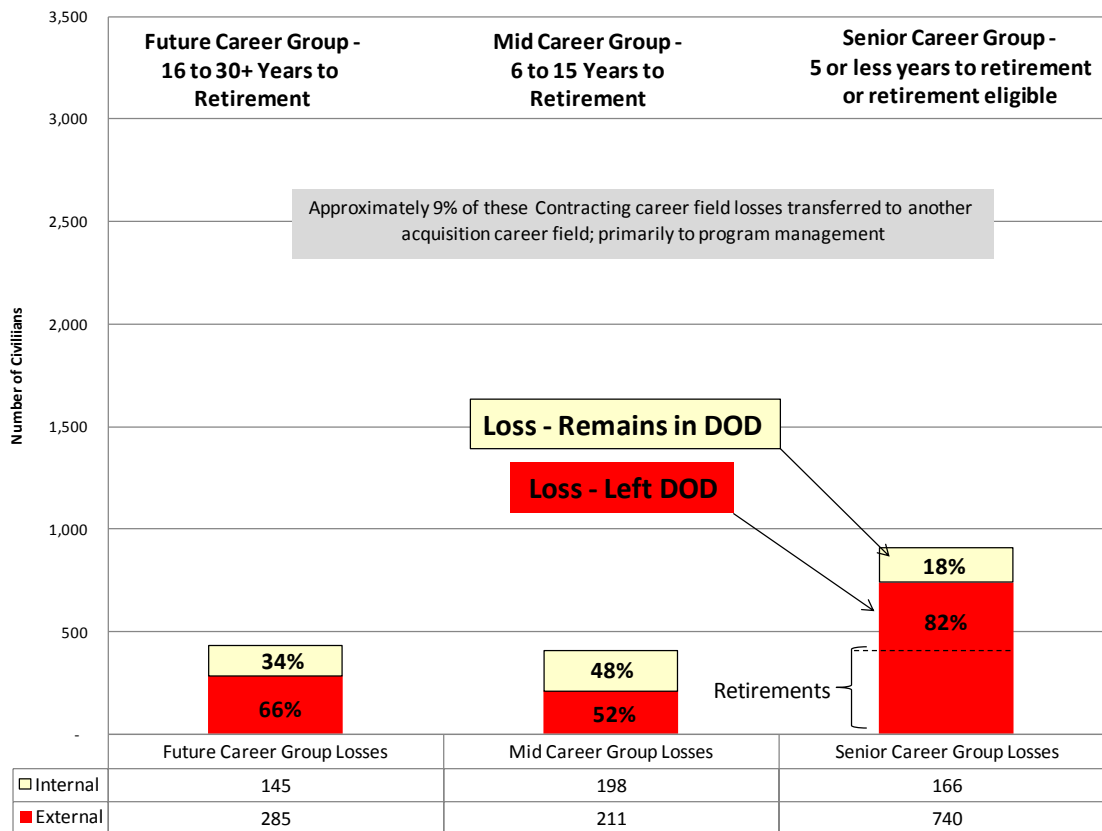 3,500
3,000
2,500
2,000
1,500
1,000
500
-
Number of Civiliians
Future Career Group -
16 to 30+ Years to
Retirement
Mid Career Group -
6 to 15 Years to
Retirement
Senior Career Group -
5 or less years to retirement
or retirement eligible
Approximately 9% of these Contracting career field losses transferred to another
acquisition career field; primarily to program management
Loss - Remains in DOD
Loss - Left DOD
34%
66%
48%
52%
18%
82%
Retirements
Future Career Group Losses Mid Career Group Losses Senior Career Group Losses
Internal 145 198 166
External 285 211 740